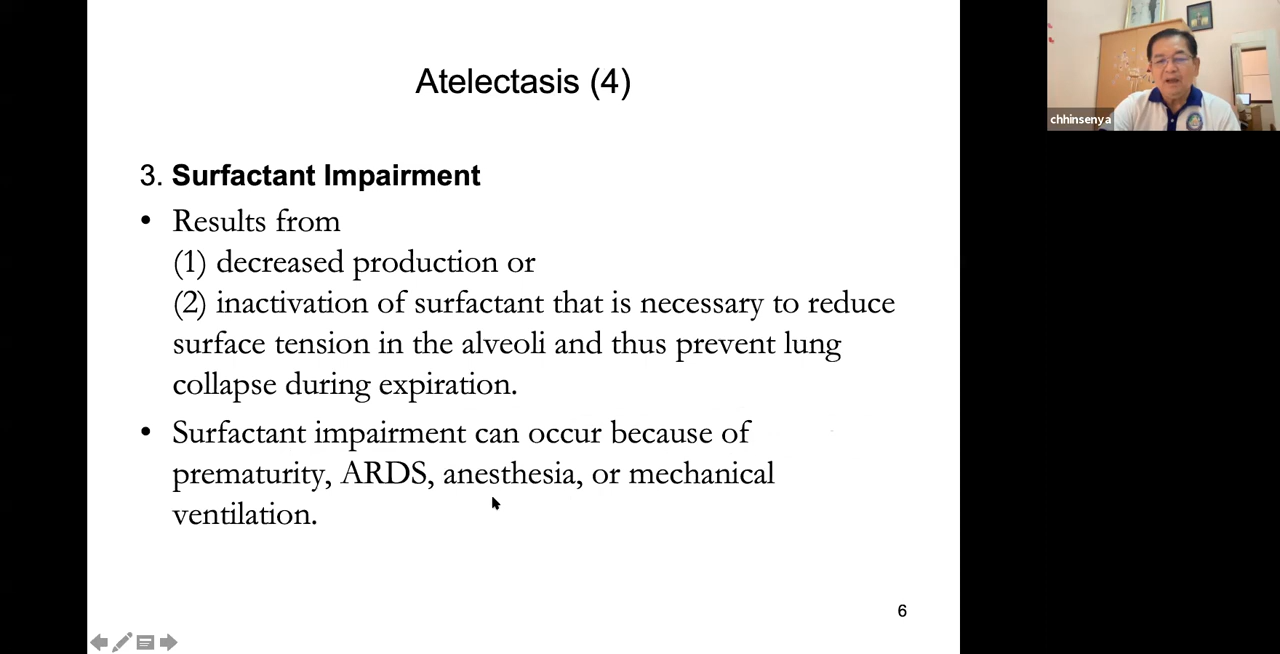 Atelectasis (4)
chhinsenya
3. Surfactant Impairment
• Results from
(1) decreased production or
(2) inactivation of surfactant that is necessary to reduce
surface tension in the alveoli and thus prevent lung
collapse during expiration.
• Surfactant impairment can occur because of
prematurity, ARDS, anesthesia, or mechanical
ventilation.
6